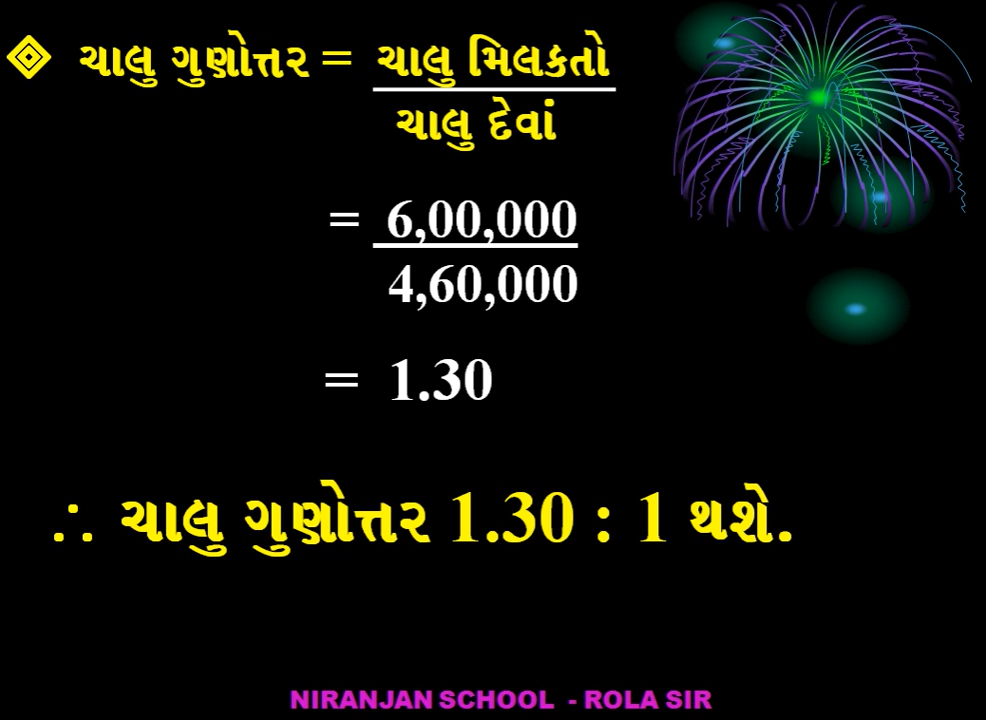 ચાલુ ગુણોત્તર = ચાલુ મિલકતો
ચાલુ દેવાં
= 6,00,000
4,60,000
= 1.30
∴ ચાલુ ગુણોત્તર 1.30 : 1 થશે.
NIRANJAN SCHOOL - ROLA SIR